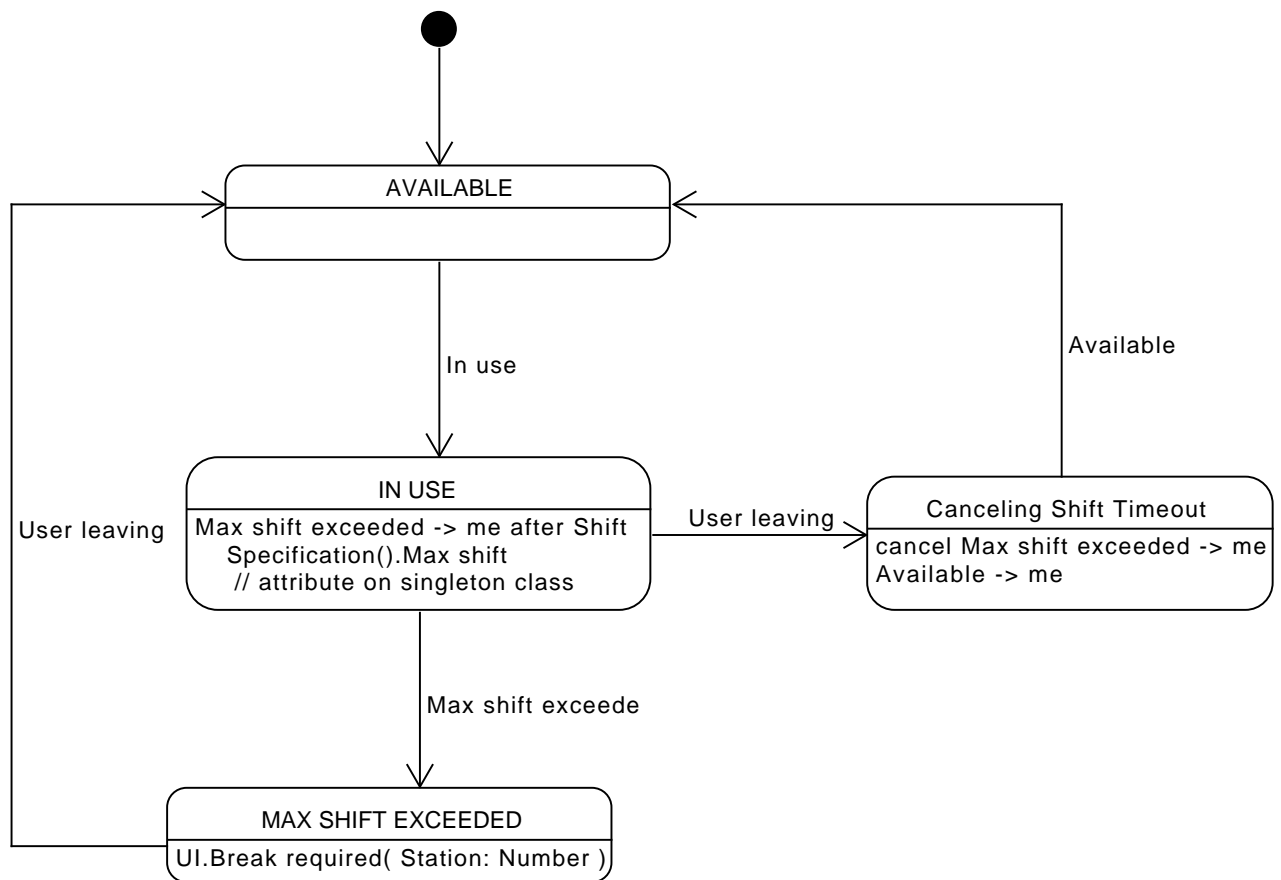 AVAILABLE
Available
In use
IN USE
Max shift exceeded -> me after Shift
Specification().Max shift
// attribute on singleton class
User leaving
User leaving
Canceling Shift Timeout
cancel Max shift exceeded -> me
Available -> me
Max shift exceede
MAX SHIFT EXCEEDED
UI.Break required( Station: Number )